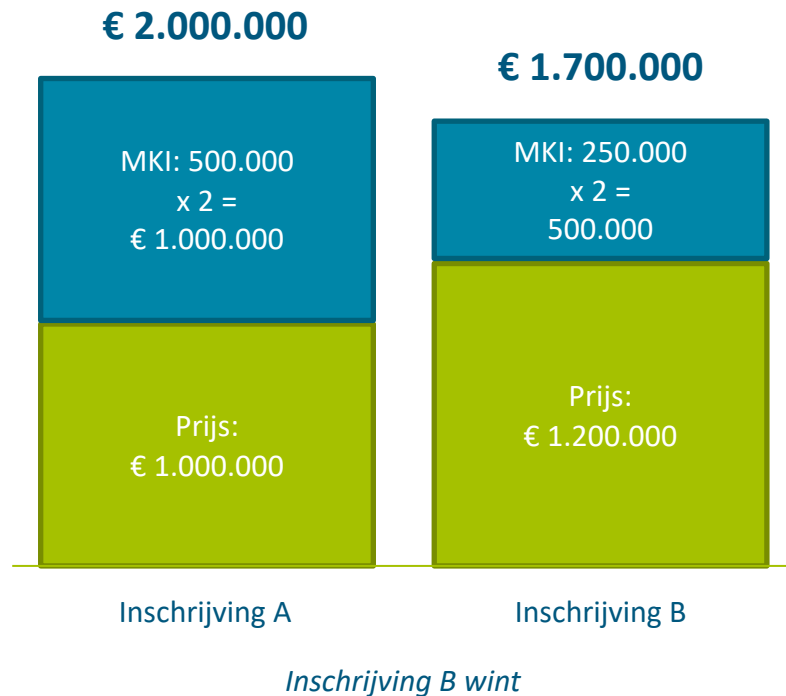 € 2.000.000
€ 1.700.000
MKI: 500.000
x 2 =
€ 1.000.000
MKI: 250.000
x 2 =
500.000
Prijs:
€ 1.000.000
Prijs:
€ 1.200.000
Inschrijving A
Inschrijving B
Inschrijving B wint